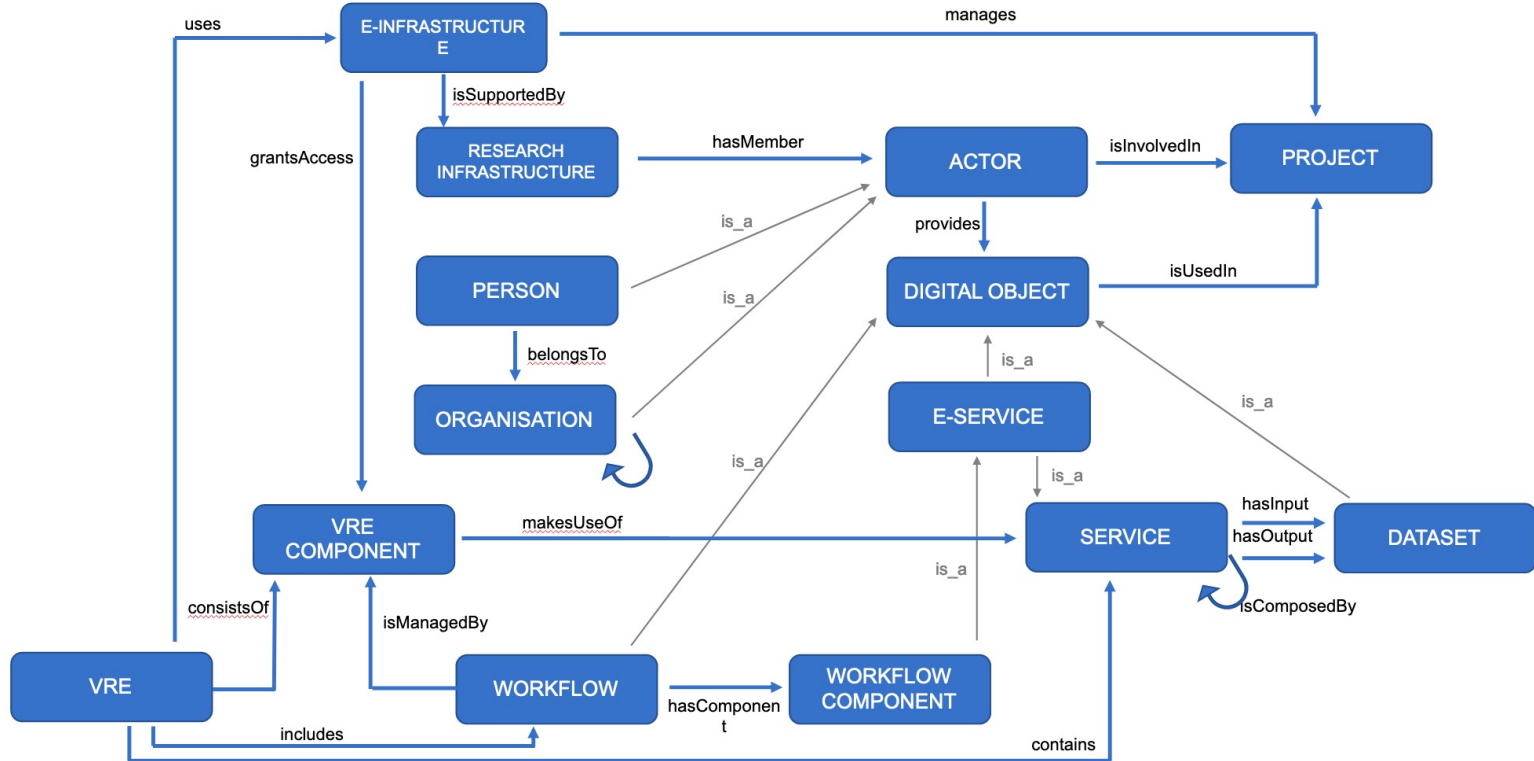 manages
uses
E-INFRASTRUCTUR
E
isSupportedBy
grantsAccess
RESEARCH
INFRASTRUCTURE
hasMember
ACTOR
isInvolvedIn
PROJECT
is_a
provides
PERSON
is_a
DIGITAL OBJECT
isUsedIn
belongsTo
is_a
ORGANISATION
E-SERVICE
is_a
is_a
is_a
VRE
COMPONENT
makesUseOf
SERVICE
hasInput
hasOutput
DATASET
is_a
consistsOf
isManagedBy
isComposedBy
VRE
WORKFLOW
hasComponen
t
WORKFLOW
COMPONENT
includes
contains